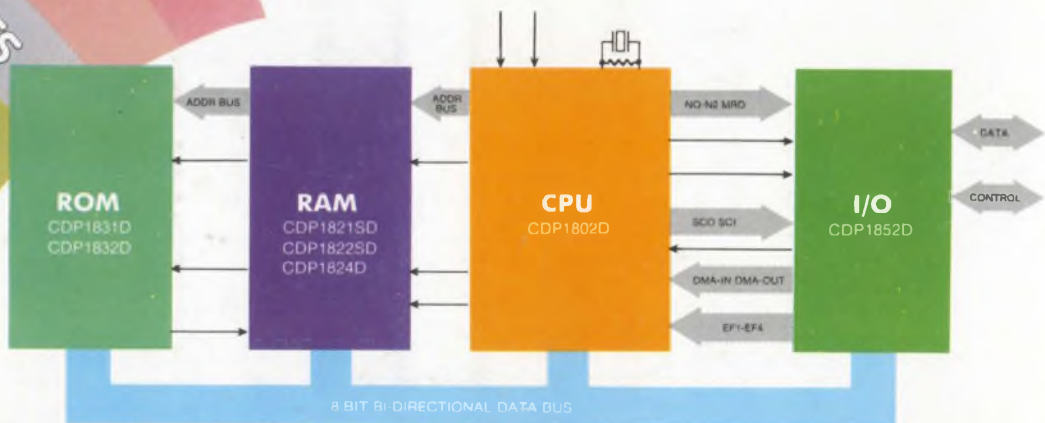 ADDR BUS
ADDR
BUS
NO-N2 MRD
DATA
ROM
CDP1831D
CDP1832D
RAM
CDP1821SD
CDP1822SD
CDP1824D
CPU
CDP1802D
I/O
CDP1852D
CONTROL
SCO SCI
DMA-IN DMA-OUT
EF1-EF4
8 BIT BI-DIRECTIONAL DATA BUS